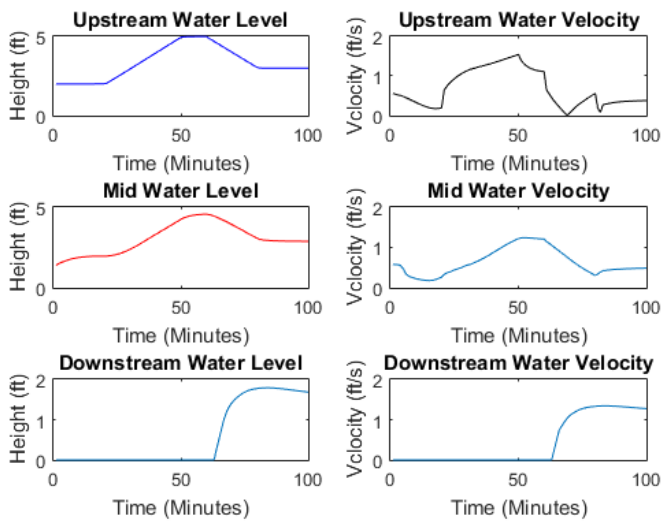 Upstream Water Level
Height (ft)
5
0
0
50
100
Time (Minutes)
Upstream Water Velocity
Vclocity (ft/s)
2
1
0
0
50
100
Time (Minutes)
Mid Water Level
Height (ft)
5
0
0
50
100
Time (Minutes)
Mid Water Velocity
Vclocity (ft/s)
2
1
0
0
50
100
Time (Minutes)
Downstream Water Level
Height (ft)
2
1
0
0
50
100
Time (Minutes)
Downstream Water Velocity
Vclocity (ft/s)
2
1
0
0
50
100
Time (Minutes)